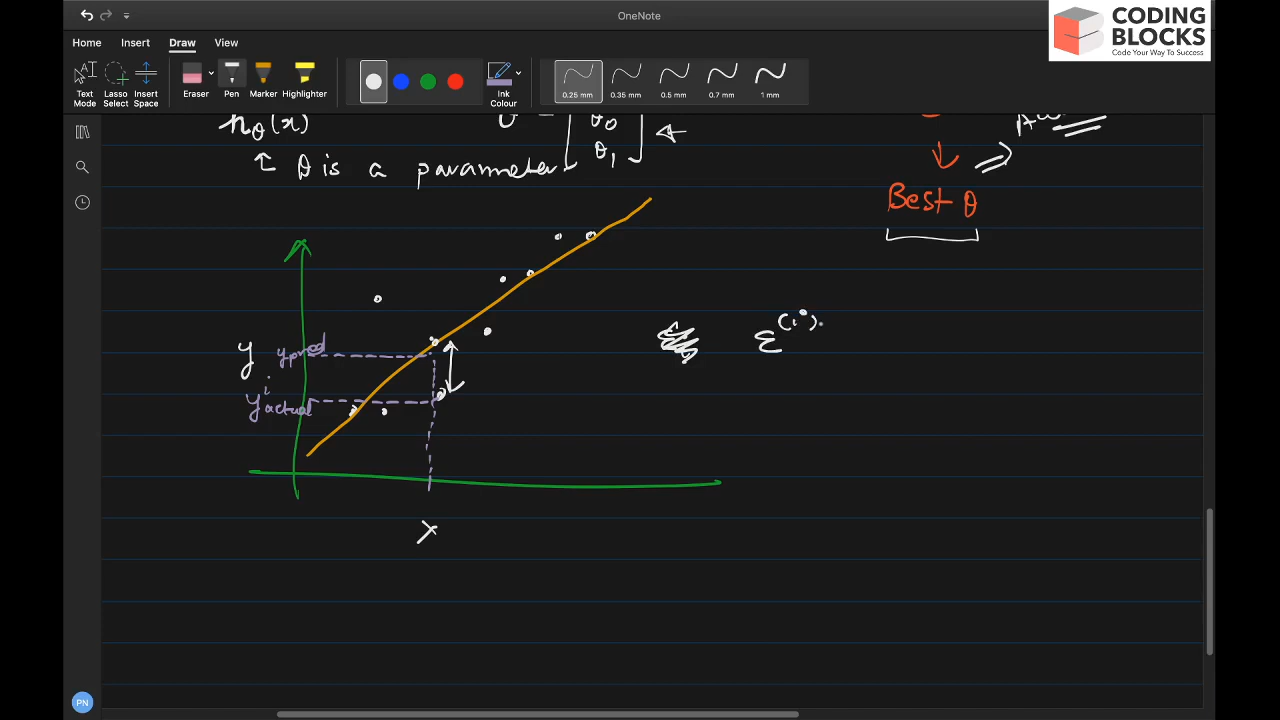 OneNote
CODING
BLOCKS
Code Your Way To Success
Home Insert Draw View
Text Mode
Lasso Select
Insert Space
Eraser
Pen
Marker
Highlighter
Ink Colour
0.25 mm
0.35 mm
0.5 mm
0.7 mm
1 mm
hθ(x)
θ0
θ1
θ is a parameter
Best θ
y
ypred
y^i actual
ε^(i)
x
PN